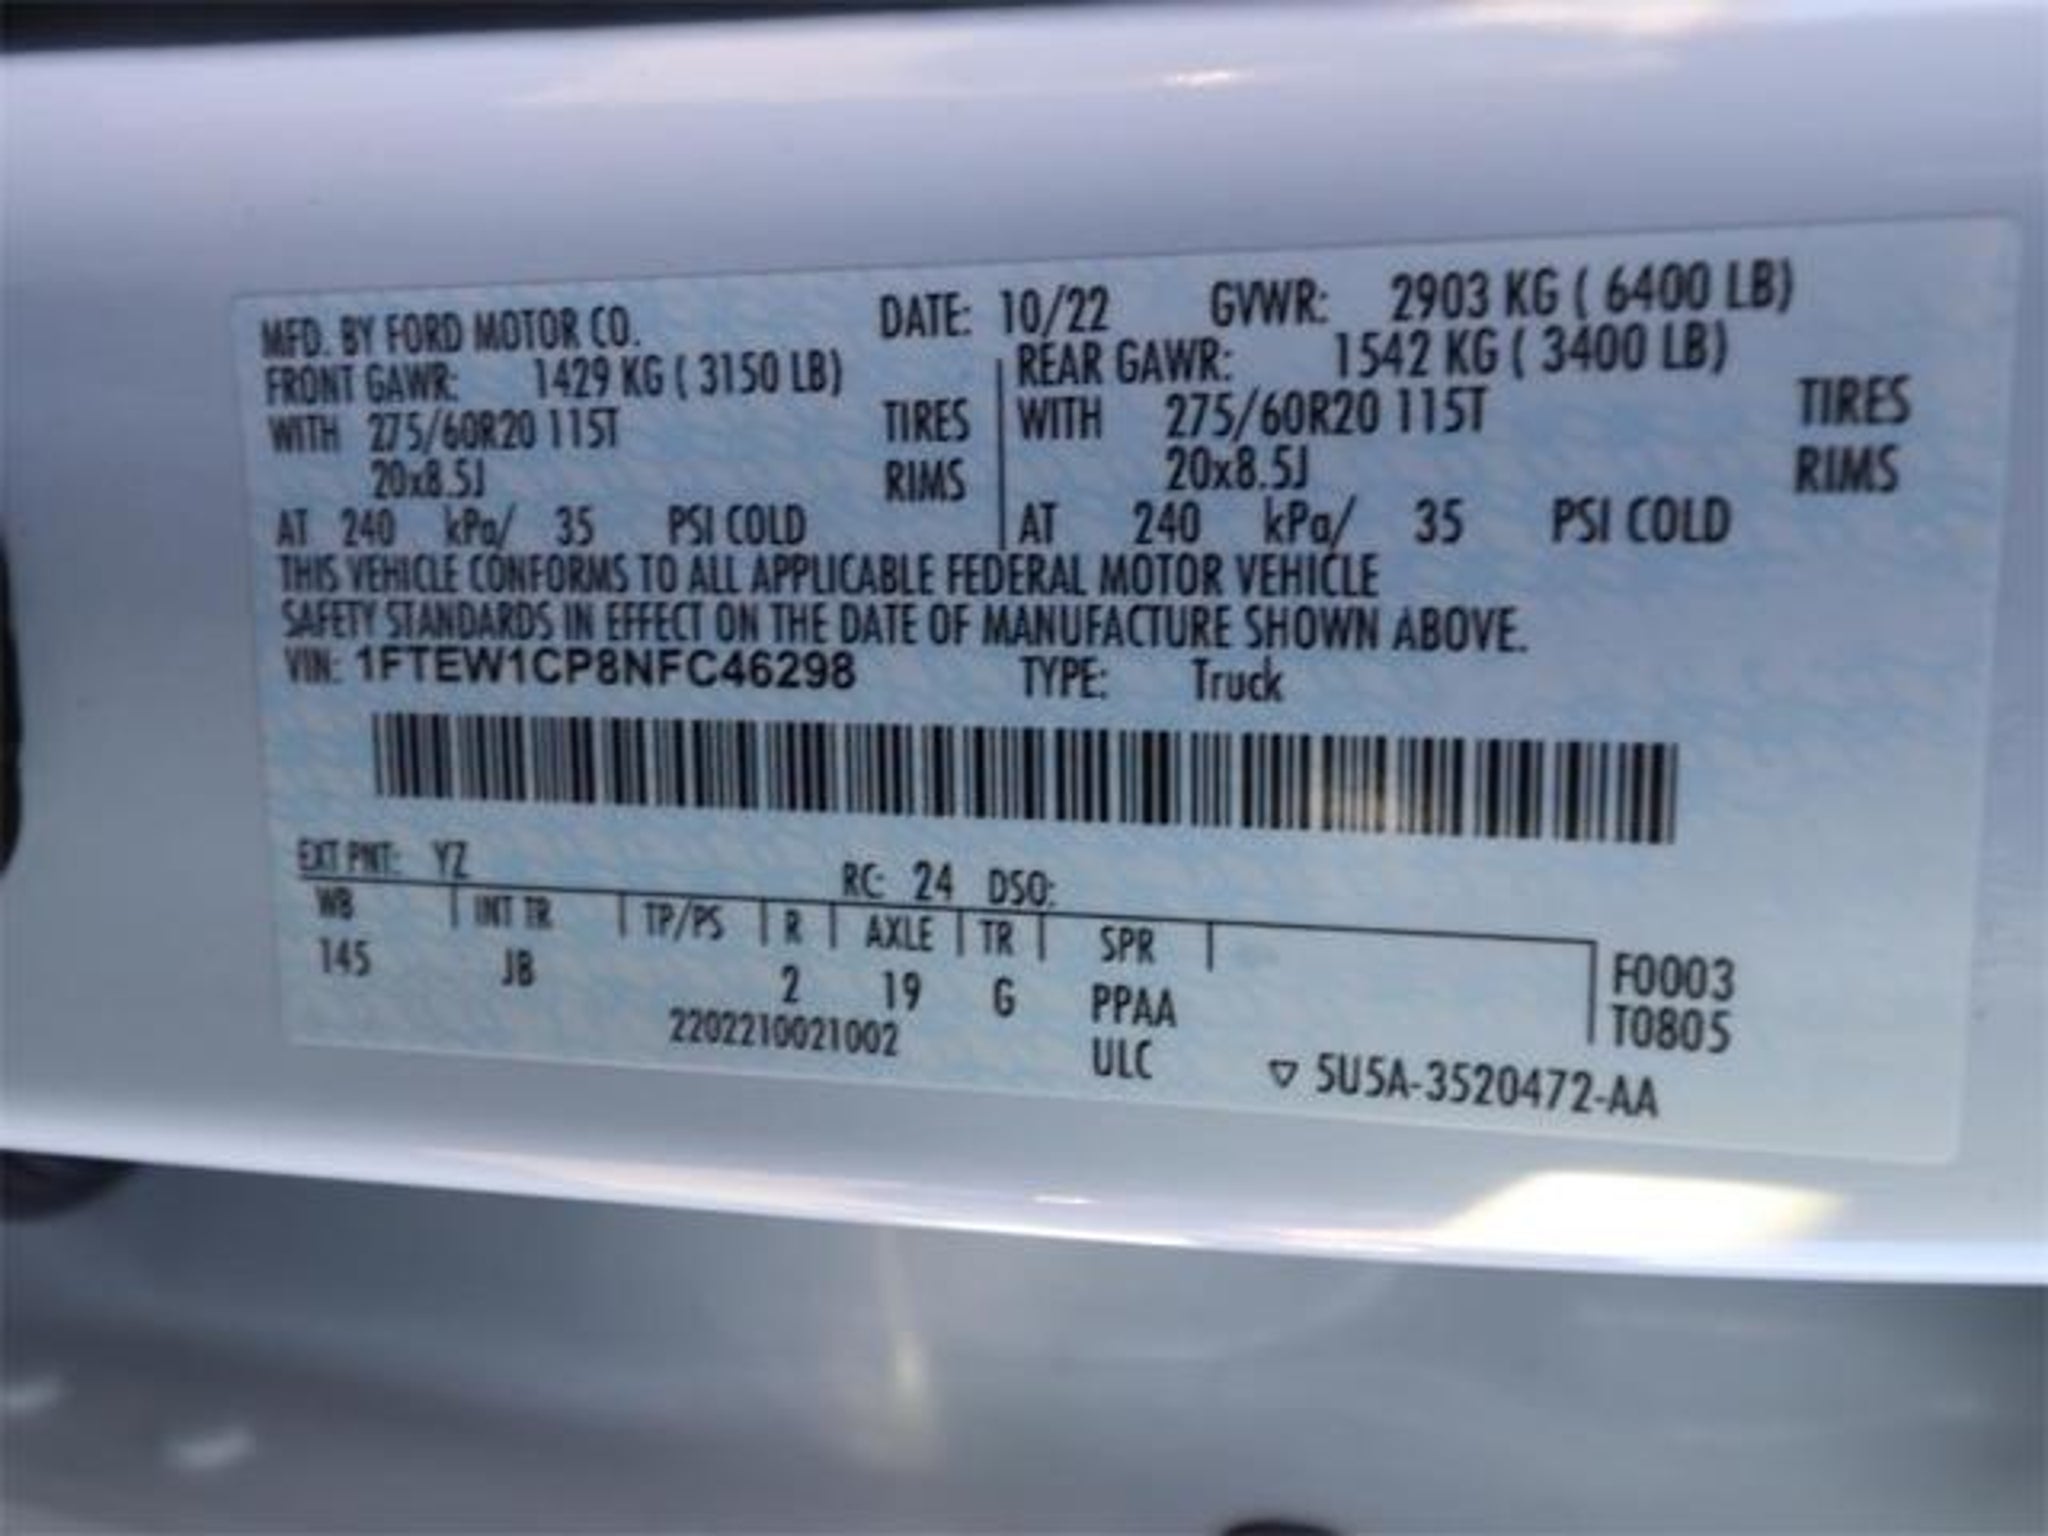 MFD. BY FORD MOTOR CO. DATE: 10/22 GVWR: 2903 KG ( 6400 LB)
FRONT GAWR: 1429 KG ( 3150 LB) REAR GAWR: 1542 KG ( 3400 LB)
WITH 275/60R20 115T TIRES WITH 275/60R20 115T TIRES
20x8.5J RIMS 20x8.5J RIMS
AT 240 kPa/ 35 PSI COLD AT 240 kPa/ 35 PSI COLD
THIS VEHICLE CONFORMS TO ALL APPLICABLE FEDERAL MOTOR VEHICLE
SAFETY STANDARDS IN EFFECT ON THE DATE OF MANUFACTURE SHOWN ABOVE.
VIN: 1FTEW1CP8NFC46298 TYPE: Truck
EXT PNT: YZ RC: 24 DSO:
WB INT TR TP/PS R AXLE TR SPR
145 JB 2 19 G PPAA F0003
2202210021002 ULC T0805
▽ 5U5A-3520472-AA